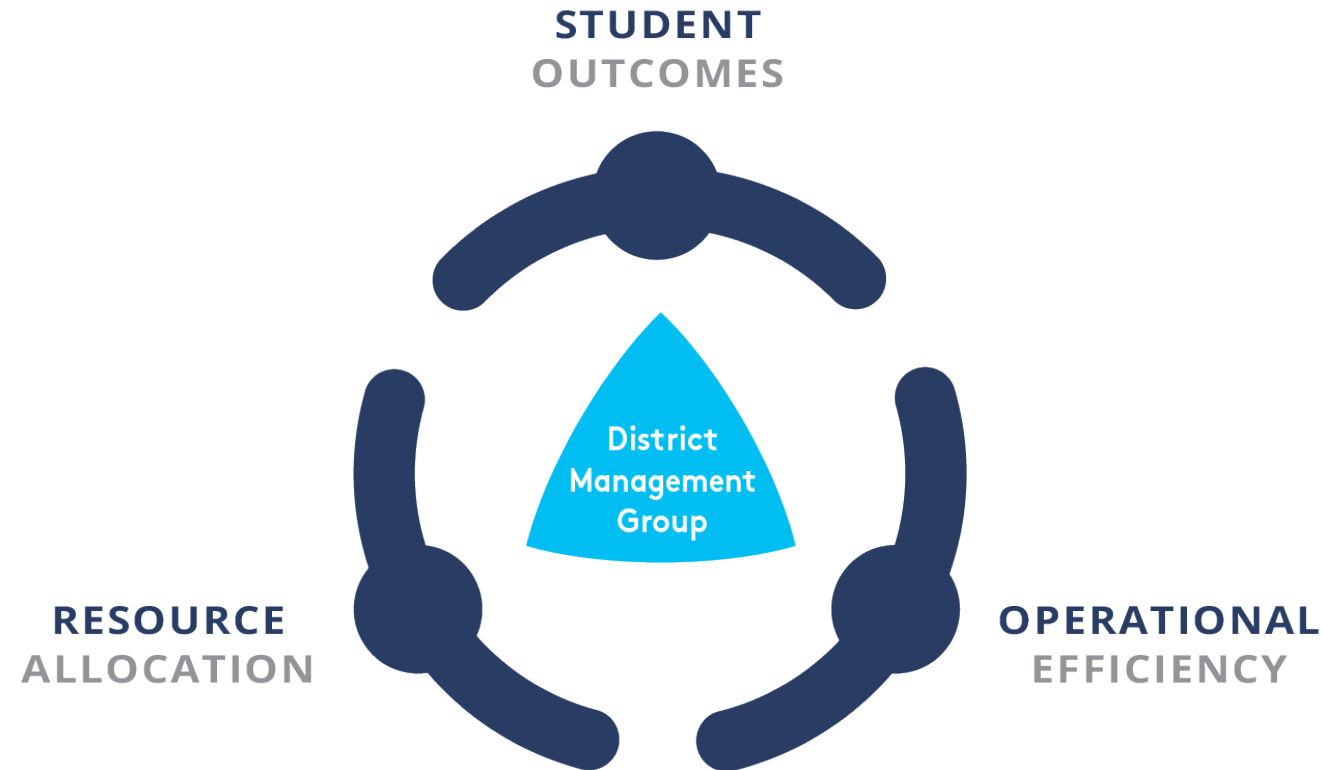 STUDENT
OUTCOMES
District
Management
Group
RESOURCE
ALLOCATION
OPERATIONAL
EFFICIENCY